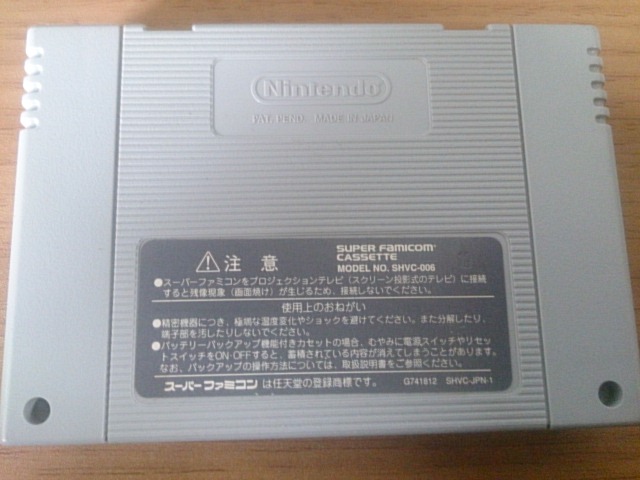 Nintendo
PAT. PEND. MADE IN JAPAN
注意
SUPER FAMICOM
CASSETTE
MODEL NO. SHVC-006
●スーパーファミコンをプロジェクションテレビ(スクリーン投影式のテレビ)に接続
すると残像現象(画面焼け)が生じるため、接続しないでください。
使用上のおねがい
●精密機器につき、極端な温度変化やショックを避けてください。また分解したり、
端子部を汚したりしないでください。
●バッテリーバックアップ機能付きカセットの場合、むやみに電源スイッチやリセッ
トスイッチをON・OFFすると、蓄積されている内容が消えてしまうことがあります。
なお、バックアップの操作方法については、取扱説明書をご参照ください。
スーパーファミコンは任天堂の登録商標です。 G741812 SHVC-JPN-1